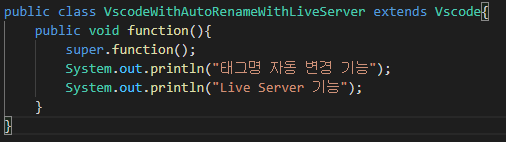 public class VscodeWithAutoRenameWithLiveServer extends Vscode{
    public void function(){
        super.function();
        System.out.println("태그명 자동 변경 기능");
        System.out.println("Live Server 기능");
    }
}